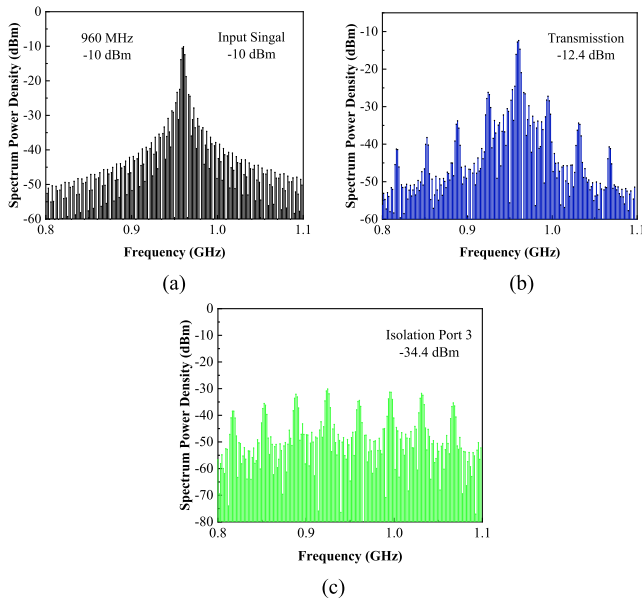 0
-10
-20
-30
-40
-50
-60
Spectrum Power Density (dBm)
960 MHz
-10 dBm
Input Singal
-10 dBm
0.8 0.9 1.0 1.1
Frequency (GHz)
(a)
0
-10
-20
-30
-40
-50
-60
Spectrum Power Density (dBm)
Transmisstion
-12.4 dBm
0.8 0.9 1.0 1.1
Frequency (GHz)
(b)
0
-10
-20
-30
-40
-50
-60
-70
-80
Spectrum Power Density (dBm)
Isolation Port 3
-34.4 dBm
0.8 0.9 1.0 1.1
Frequency (GHz)
(c)